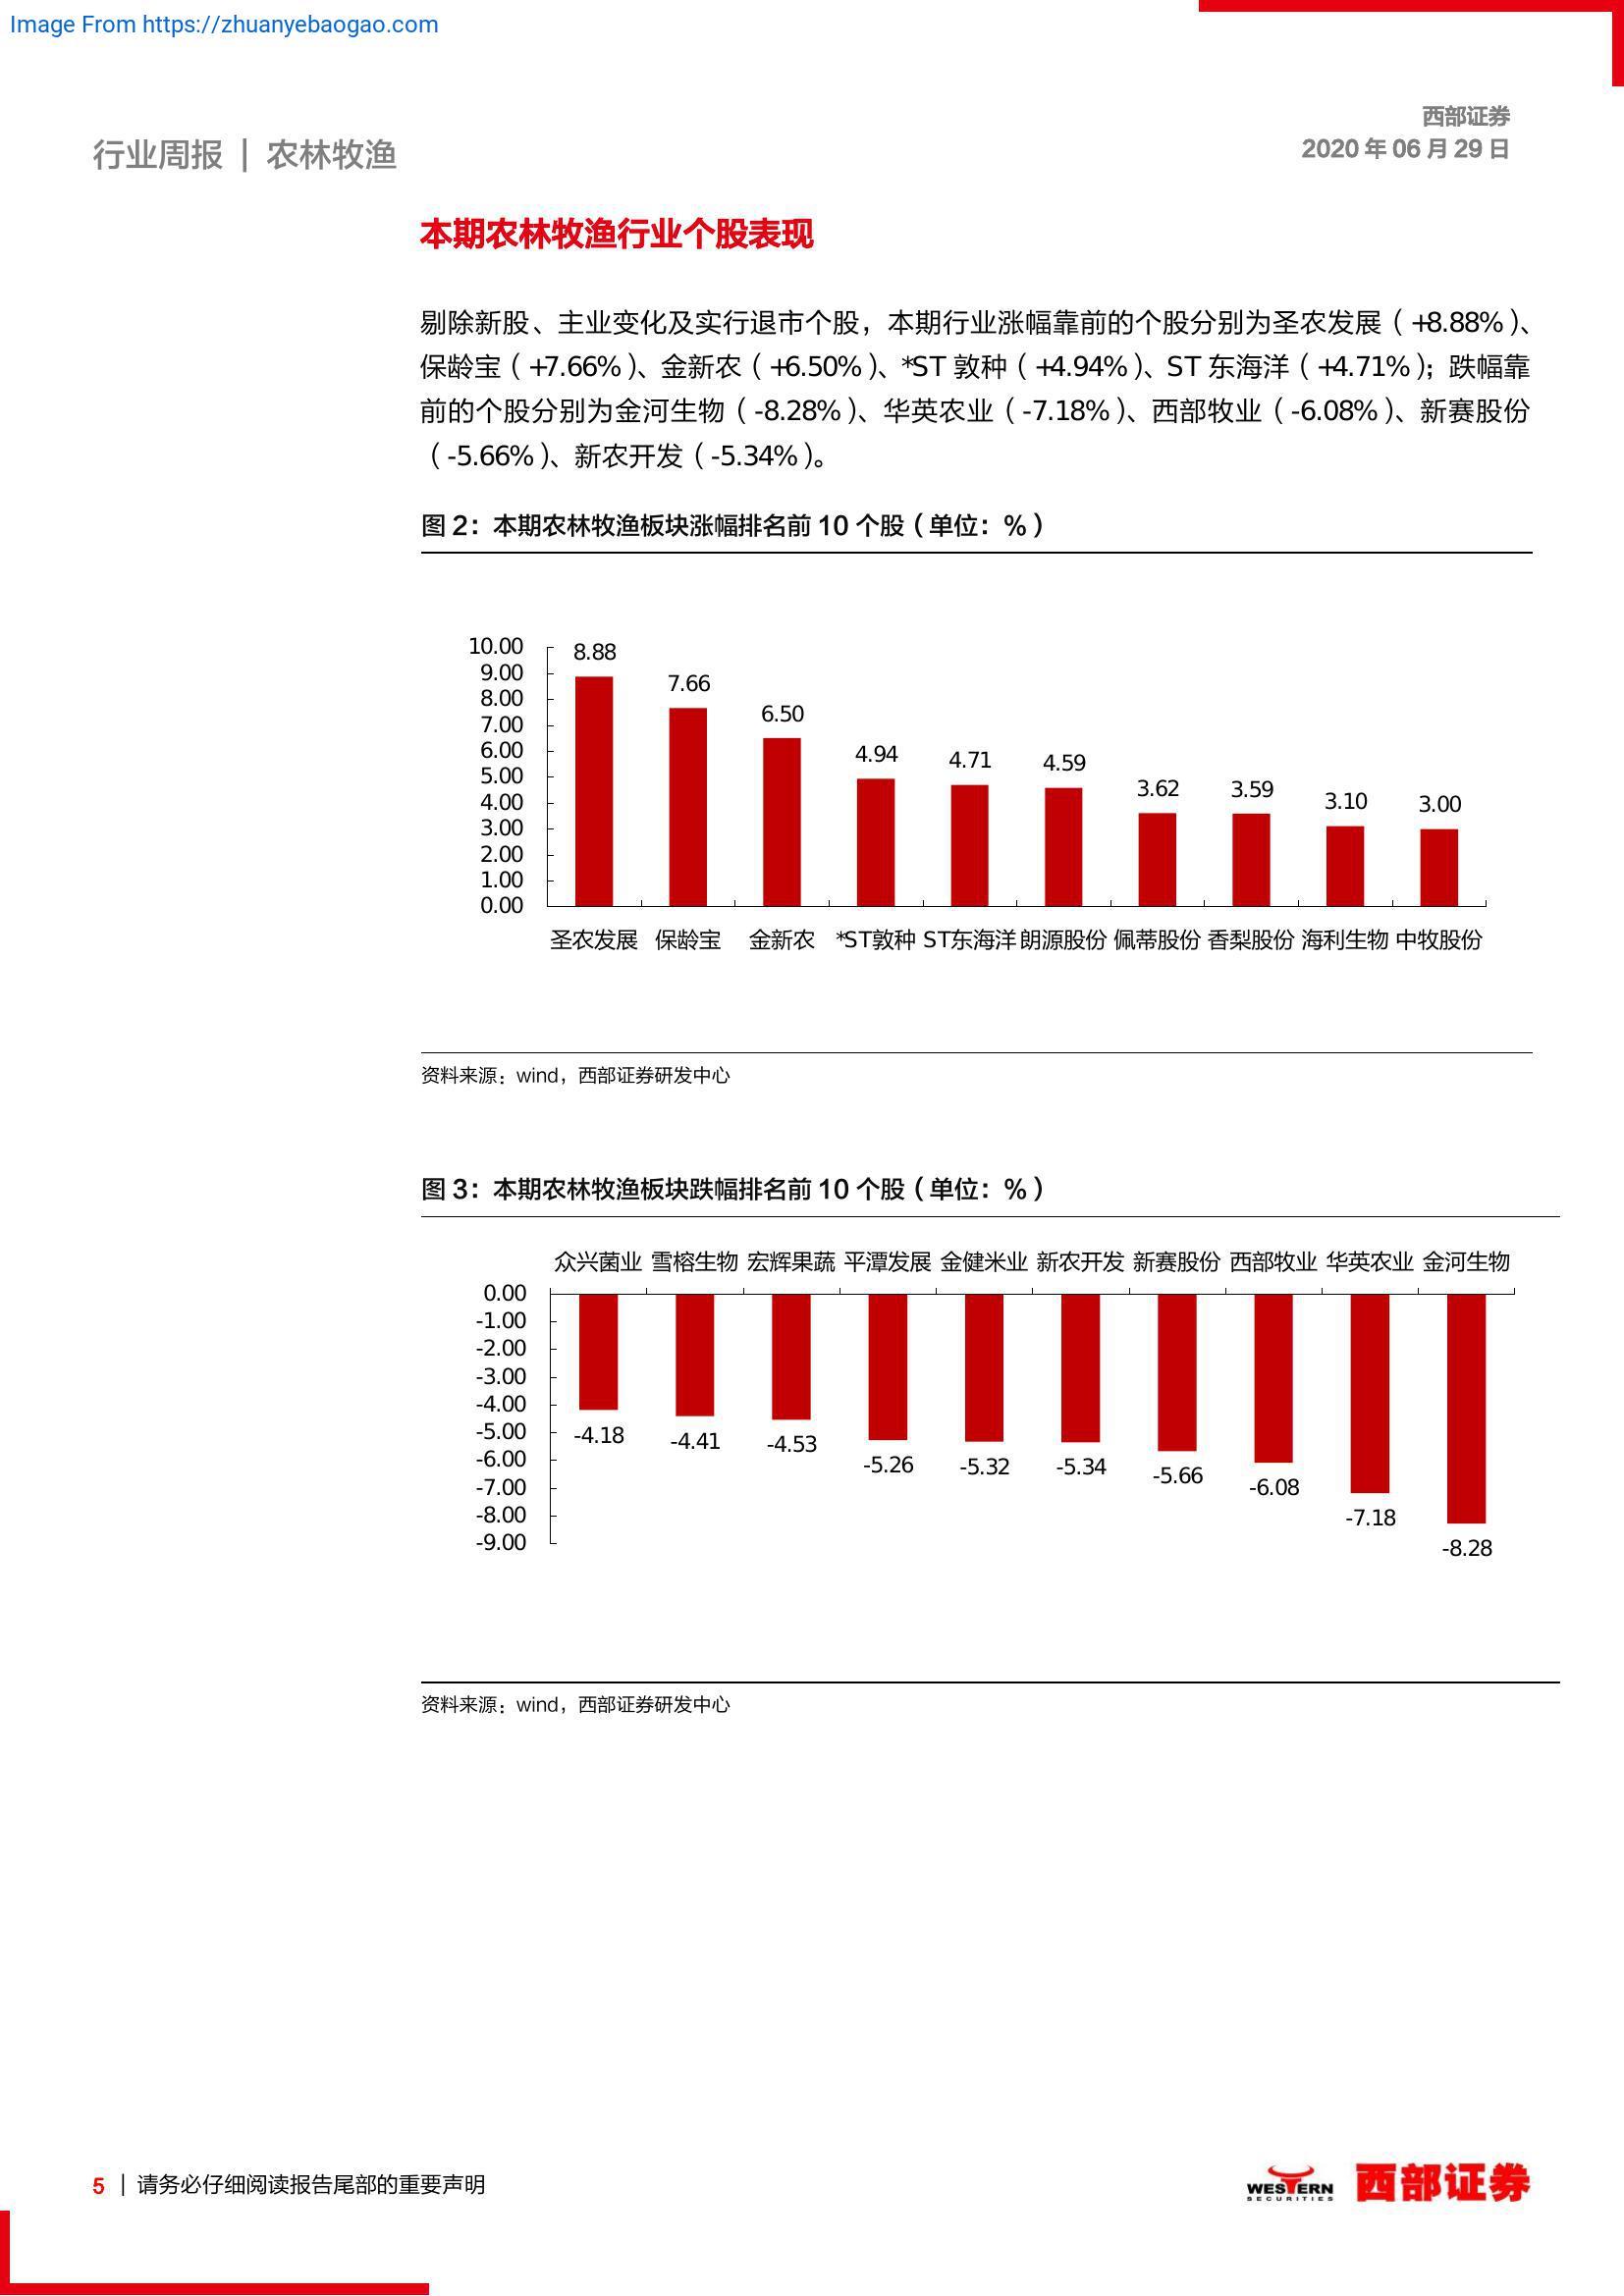 Image From https://zhuanyebaogao.com
西部证券
行业周报 | 农林牧渔
2020 年 06 月 29 日
本期农林牧渔行业个股表现
剔除新股、主业变化及实行退市个股，本期行业涨幅靠前的个股分别为圣农发展（+8.88%）、
保龄宝（+7.66%）、金新农（+6.50%）、*ST 敦种（+4.94%）、ST 东海洋（+4.71%）；跌幅靠
前的个股分别为金河生物（-8.28%）、华英农业（-7.18%）、西部牧业（-6.08%）、新赛股份
（-5.66%）、新农开发（-5.34%）。
图 2：本期农林牧渔板块涨幅排名前 10 个股（单位：%）
10.00
9.00
8.00
7.00
6.00
5.00
4.00
3.00
2.00
1.00
0.00
8.88
7.66
6.50
4.94
4.71
4.59
3.62
3.59
3.10
3.00
圣农发展 保龄宝 金新农 *ST敦种 ST东海洋 朗源股份 佩蒂股份 香梨股份 海利生物 中牧股份
资料来源：wind，西部证券研发中心
图 3：本期农林牧渔板块跌幅排名前 10 个股（单位：%）
众兴菌业 雪榕生物 宏辉果蔬 平潭发展 金健米业 新农开发 新赛股份 西部牧业 华英农业 金河生物
0.00
-1.00
-2.00
-3.00
-4.00
-5.00
-6.00
-7.00
-8.00
-9.00
-4.18
-4.41
-4.53
-5.26
-5.32
-5.34
-5.66
-6.08
-7.18
-8.28
资料来源：wind，西部证券研发中心
5 | 请务必仔细阅读报告尾部的重要声明
WESTERN
SECURITIES
西部证券